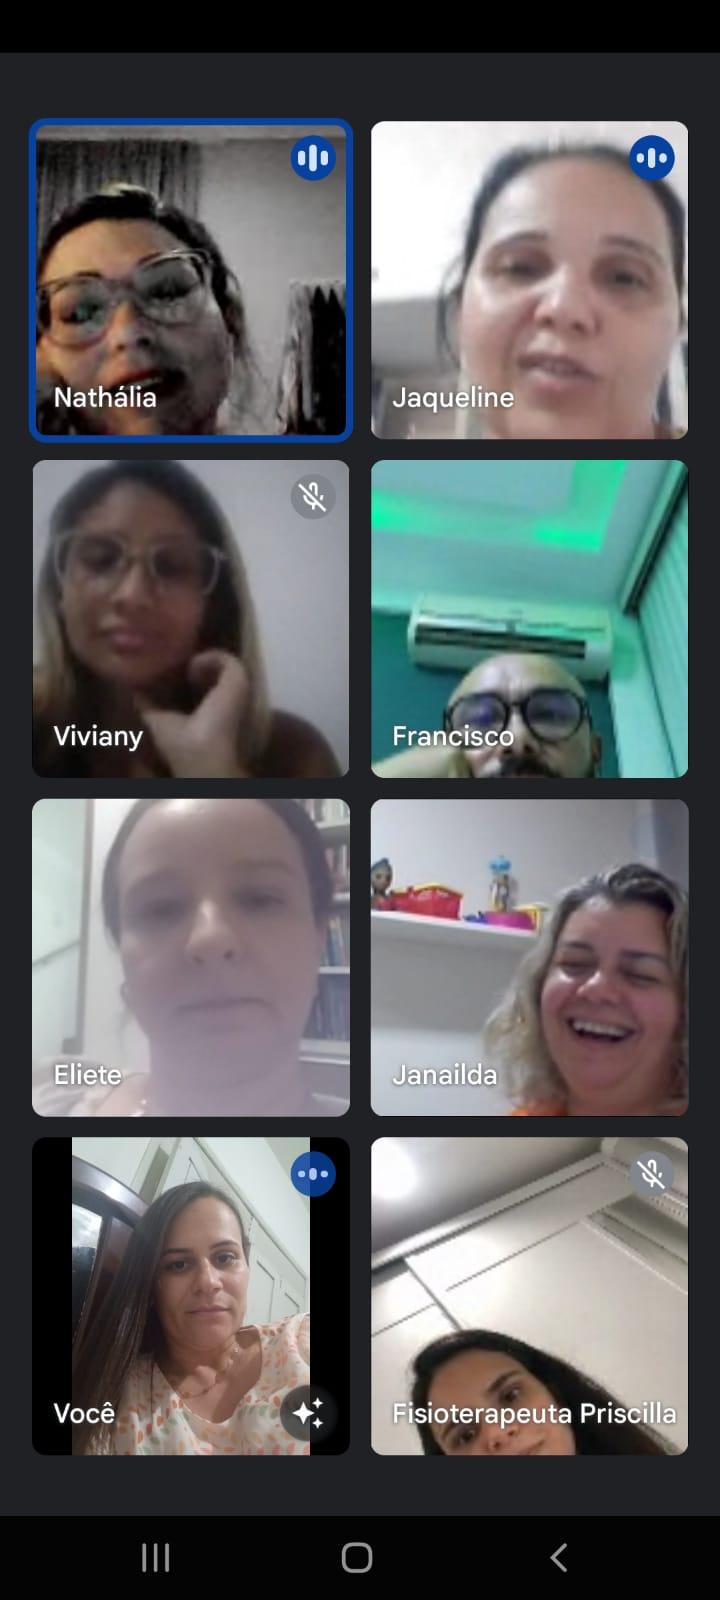 Nathália
Jaqueline
Viviany
Francisco
Eliete
Janailda
Você
Fisioterapeuta Priscilla